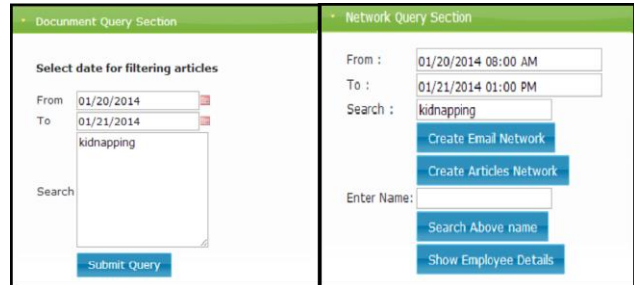 Docunment Query Section
Select date for filtering articles
From 01/20/2014
To 01/21/2014
Search kidnapping
Submit Query
Network Query Section
From : 01/20/2014 08:00 AM
To : 01/21/2014 01:00 PM
Search : kidnapping
Create Email Network
Create Articles Network
Enter Name:
Search Above name
Show Employee Details